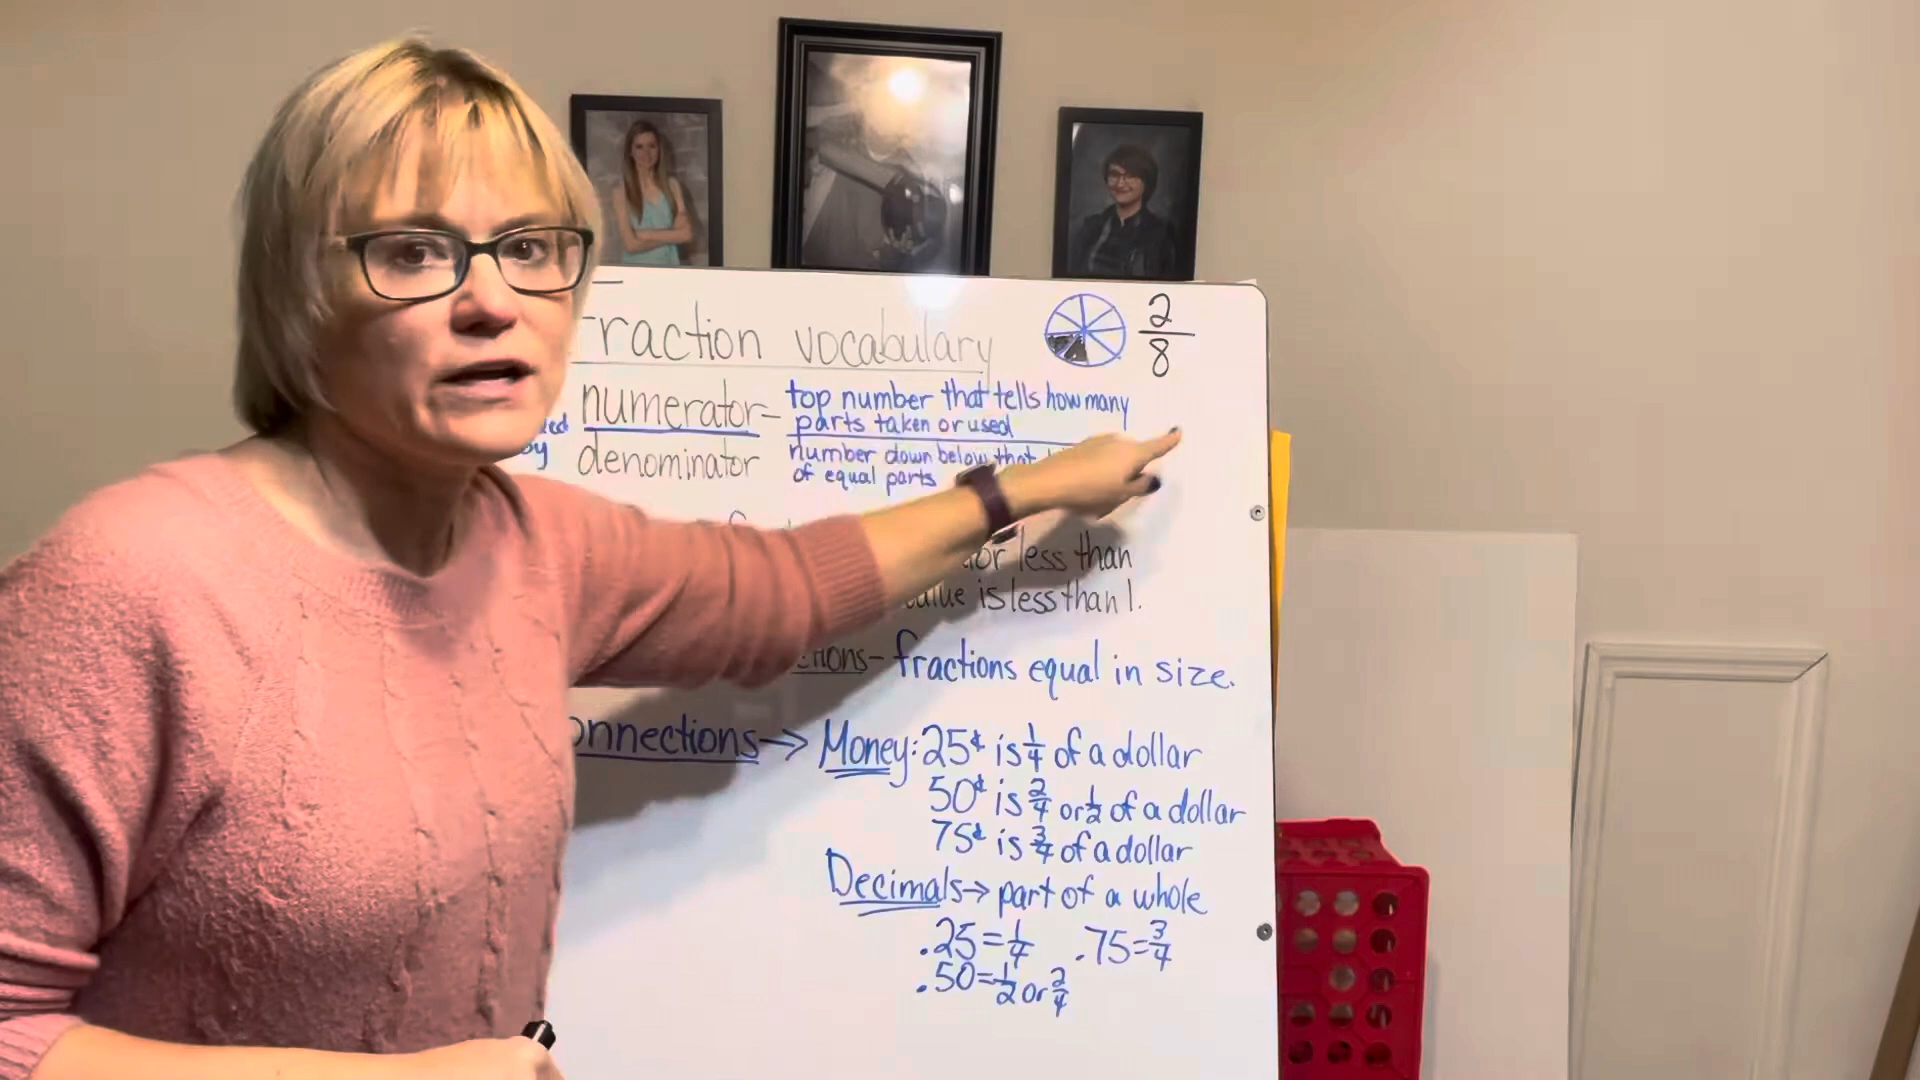 Fraction vocabulary
2
8
numerator- top number that tells how many
parts taken or used
by
denominator number down below that
of equal parts
less than
value is less than 1.
fractions equal in size.
Money: 25¢ is 1/4 of a dollar
50¢ is 2/4 or 1/2 of a dollar
75¢ is 3/4 of a dollar
Decimals→ part of a whole
.25=1/4 .75=3/4
.50=1/2 or 2/4